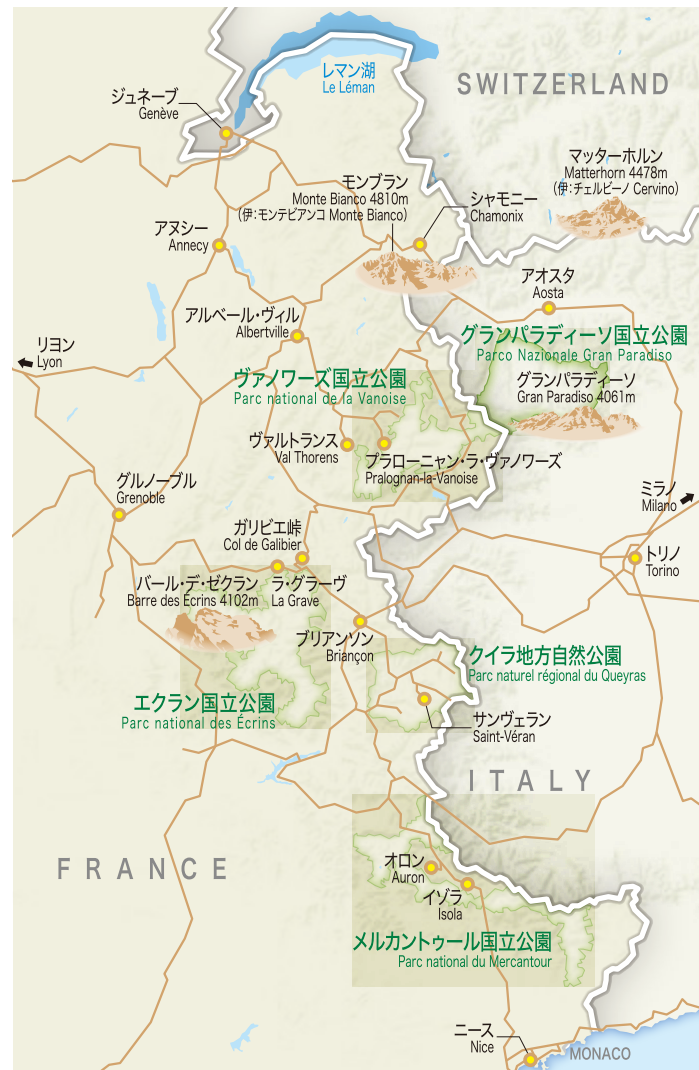 レマン湖
Le Léman
SWITZERLAND
ジュネーブ
Genève
マッターホルン
Matterhorn 4478m
(伊:チェルビーノ Cervino)
モンブラン
Monte Bianco 4810m
(伊:モンテビアンコ Monte Bianco)
シャモニー
Chamonix
アヌシー
Annecy
アオスタ
Aosta
アルベール・ヴィル
Albertville
グランパラディーソ国立公園
Parco Nazionale Gran Paradiso
リヨン
Lyon
ヴァノワーズ国立公園
Parc national de la Vanoise
グランパラディーソ
Gran Paradiso 4061m
ヴァルトランス
Val Thorens
プラローニャン・ラ・ヴァノワーズ
Pralognan-la-Vanoise
グルノーブル
Grenoble
ミラノ
Milano
ガリビエ峠
Col de Galibier
トリノ
Torino
バール・デ・ゼクラン
Barre des Écrins 4102m
ラ・グラーヴ
La Grave
ブリアンソン
Briançon
クイラ地方自然公園
Parc naturel régional du Queyras
エクラン国立公園
Parc national des Écrins
サンヴェラン
Saint-Véran
ITALY
FRANCE
オロン
Auron
イゾラ
Isola
メルカントゥール国立公園
Parc national du Mercantour
ニース
Nice
MONACO